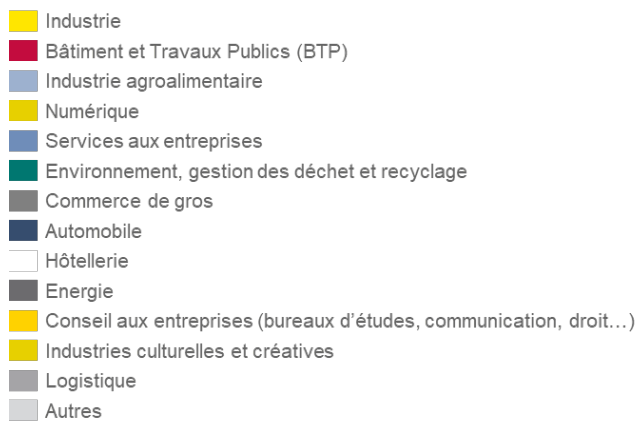 Industrie
Bâtiment et Travaux Publics (BTP)
Industrie agroalimentaire
Numérique
Services aux entreprises
Environnement, gestion des déchet et recyclage
Commerce de gros
Automobile
Hôtellerie
Energie
Conseil aux entreprises (bureaux d’études, communication, droit…)
Industries culturelles et créatives
Logistique
Autres